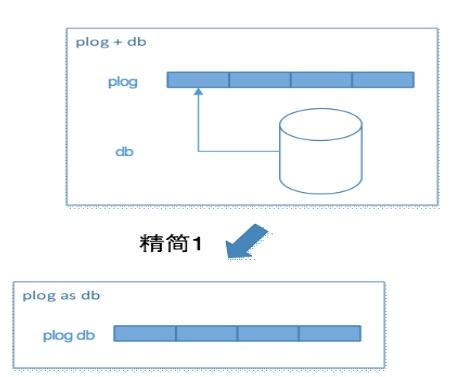 plog + db
plog
db
精简1
plog as db
plog db